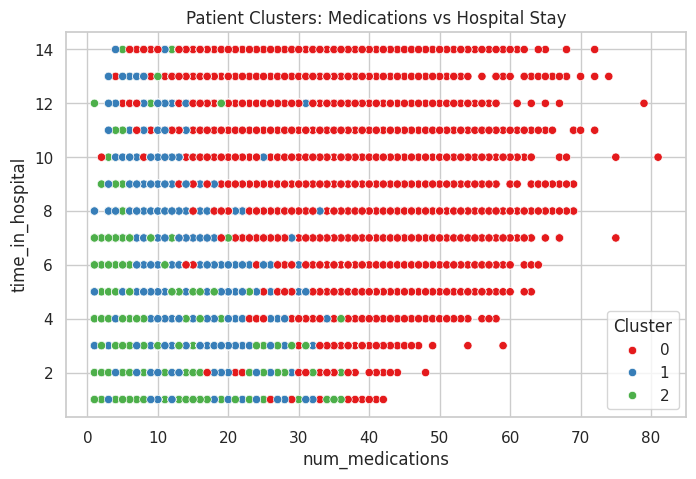 Patient Clusters: Medications vs Hospital Stay
time_in_hospital
14
12
10
8
6
4
2
0 10 20 30 40 50 60 70 80
num_medications
Cluster
0
1
2